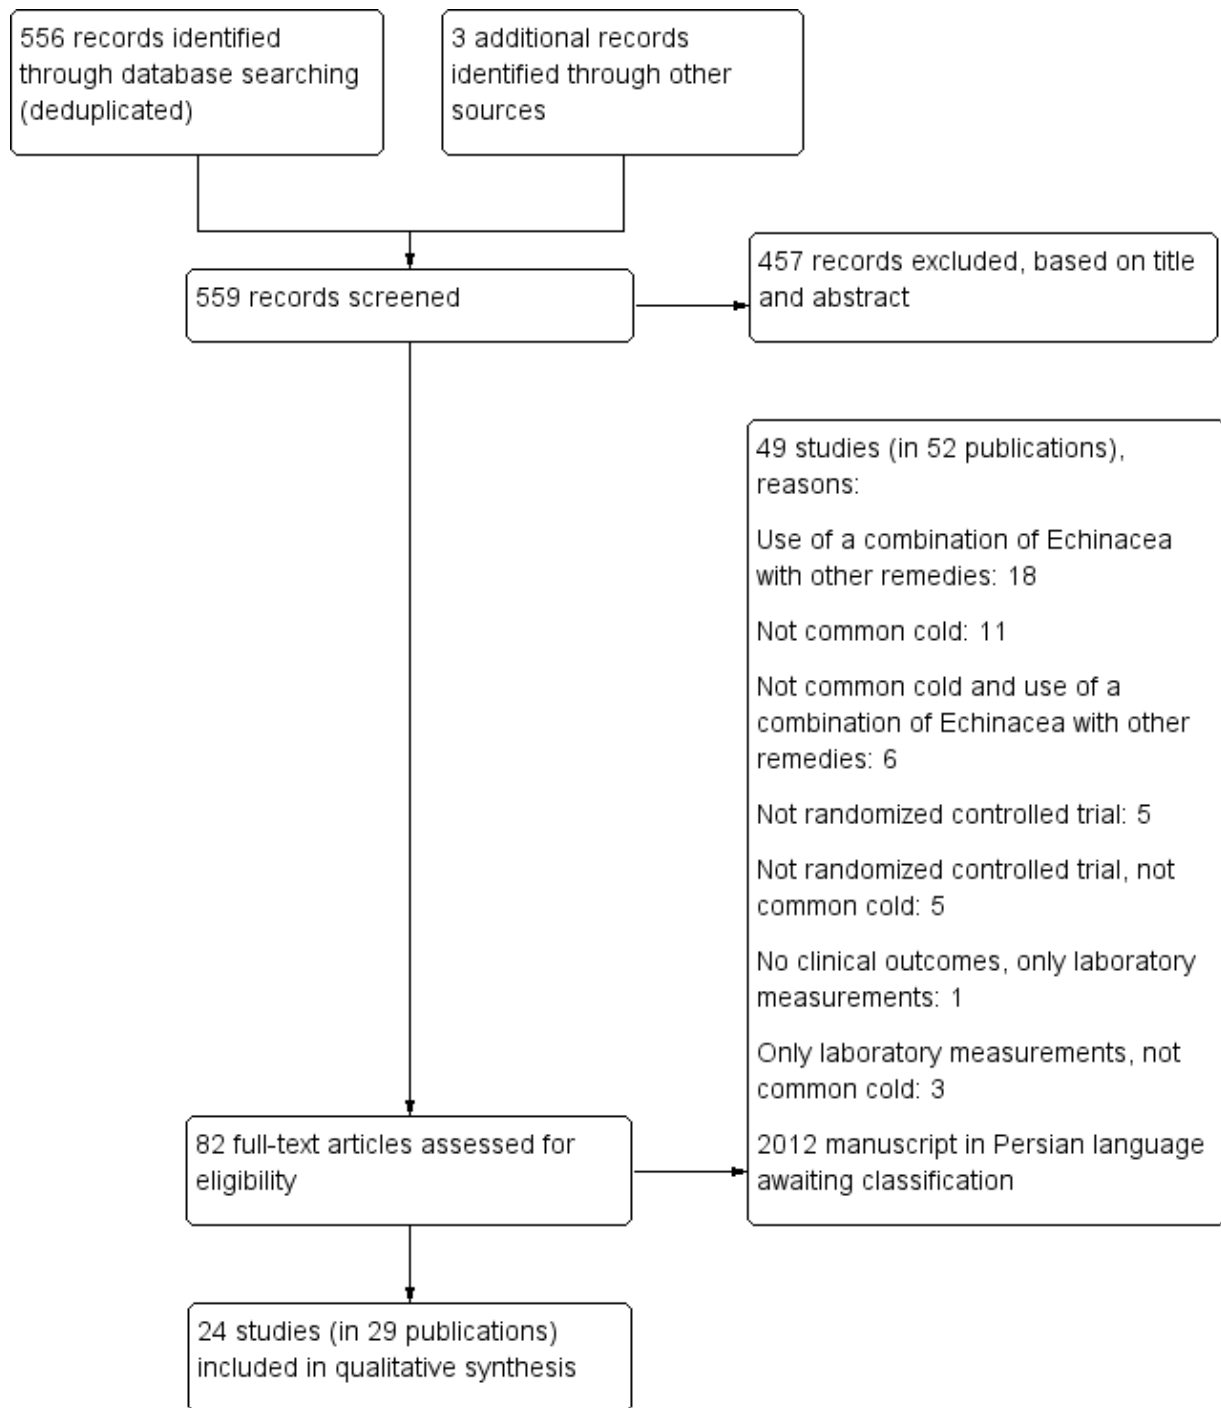 556 records identified
through database searching
(deduplicated)
3 additional records
identified through other
sources
559 records screened
457 records excluded, based on title
and abstract
49 studies (in 52 publications),
reasons:
Use of a combination of Echinacea
with other remedies: 18
Not common cold: 11
Not common cold and use of a
combination of Echinacea with other
remedies: 6
Not randomized controlled trial: 5
Not randomized controlled trial, not
common cold: 5
No clinical outcomes, only laboratory
measurements: 1
Only laboratory measurements, not
common cold: 3
2012 manuscript in Persian language
awaiting classification
82 full-text articles assessed for
eligibility
24 studies (in 29 publications)
included in qualitative synthesis